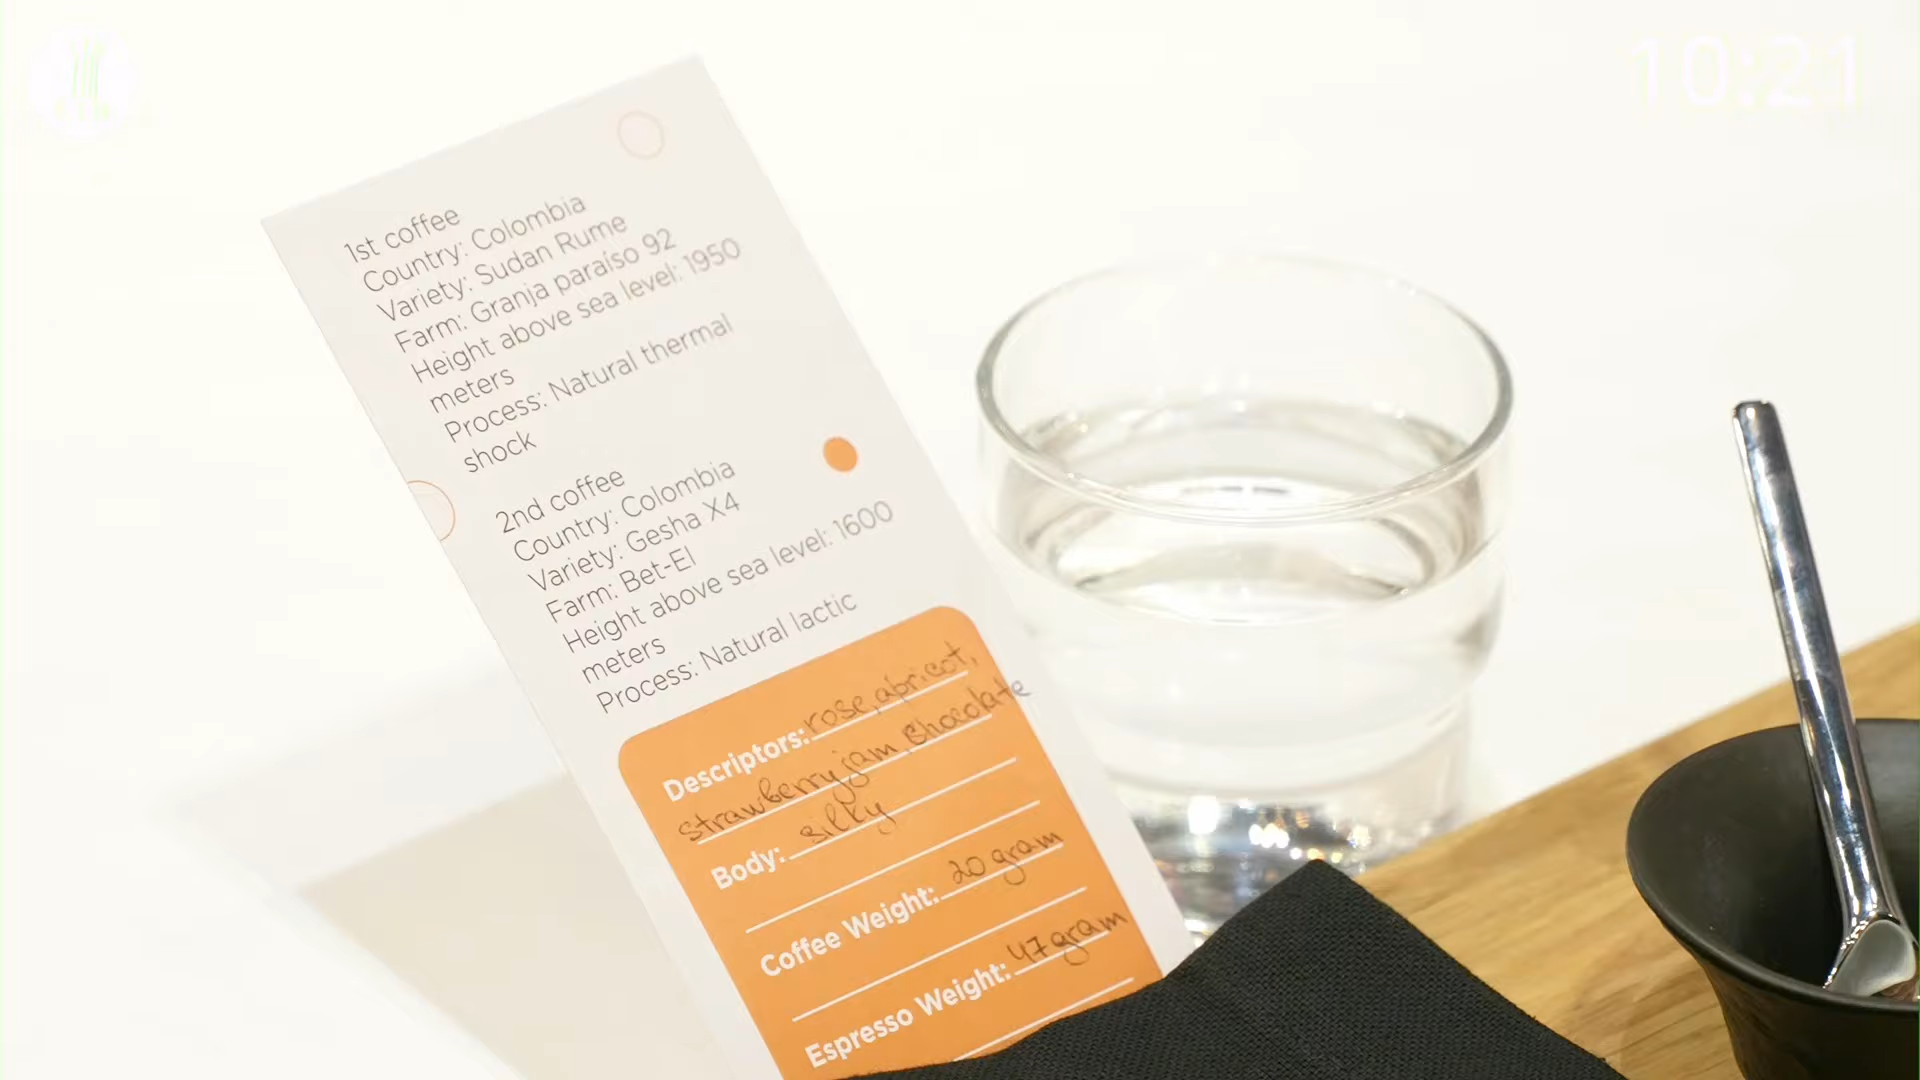 10:21
1st coffee
Country: Colombia
Variety: Sudan Rume
Farm: Granja paraíso 92
Height above sea level: 1950
meters
Process: Natural thermal
shock
2nd coffee
Country: Colombia
Variety: Gesha X4
Farm: Bet-El
Height above sea level: 1600
meters
Process: Natural lactic
Descriptors: rose, apricot,
strawberry jam, shocolate
Body: silky
Coffee Weight: 20 gram
Espresso Weight: 47 gram